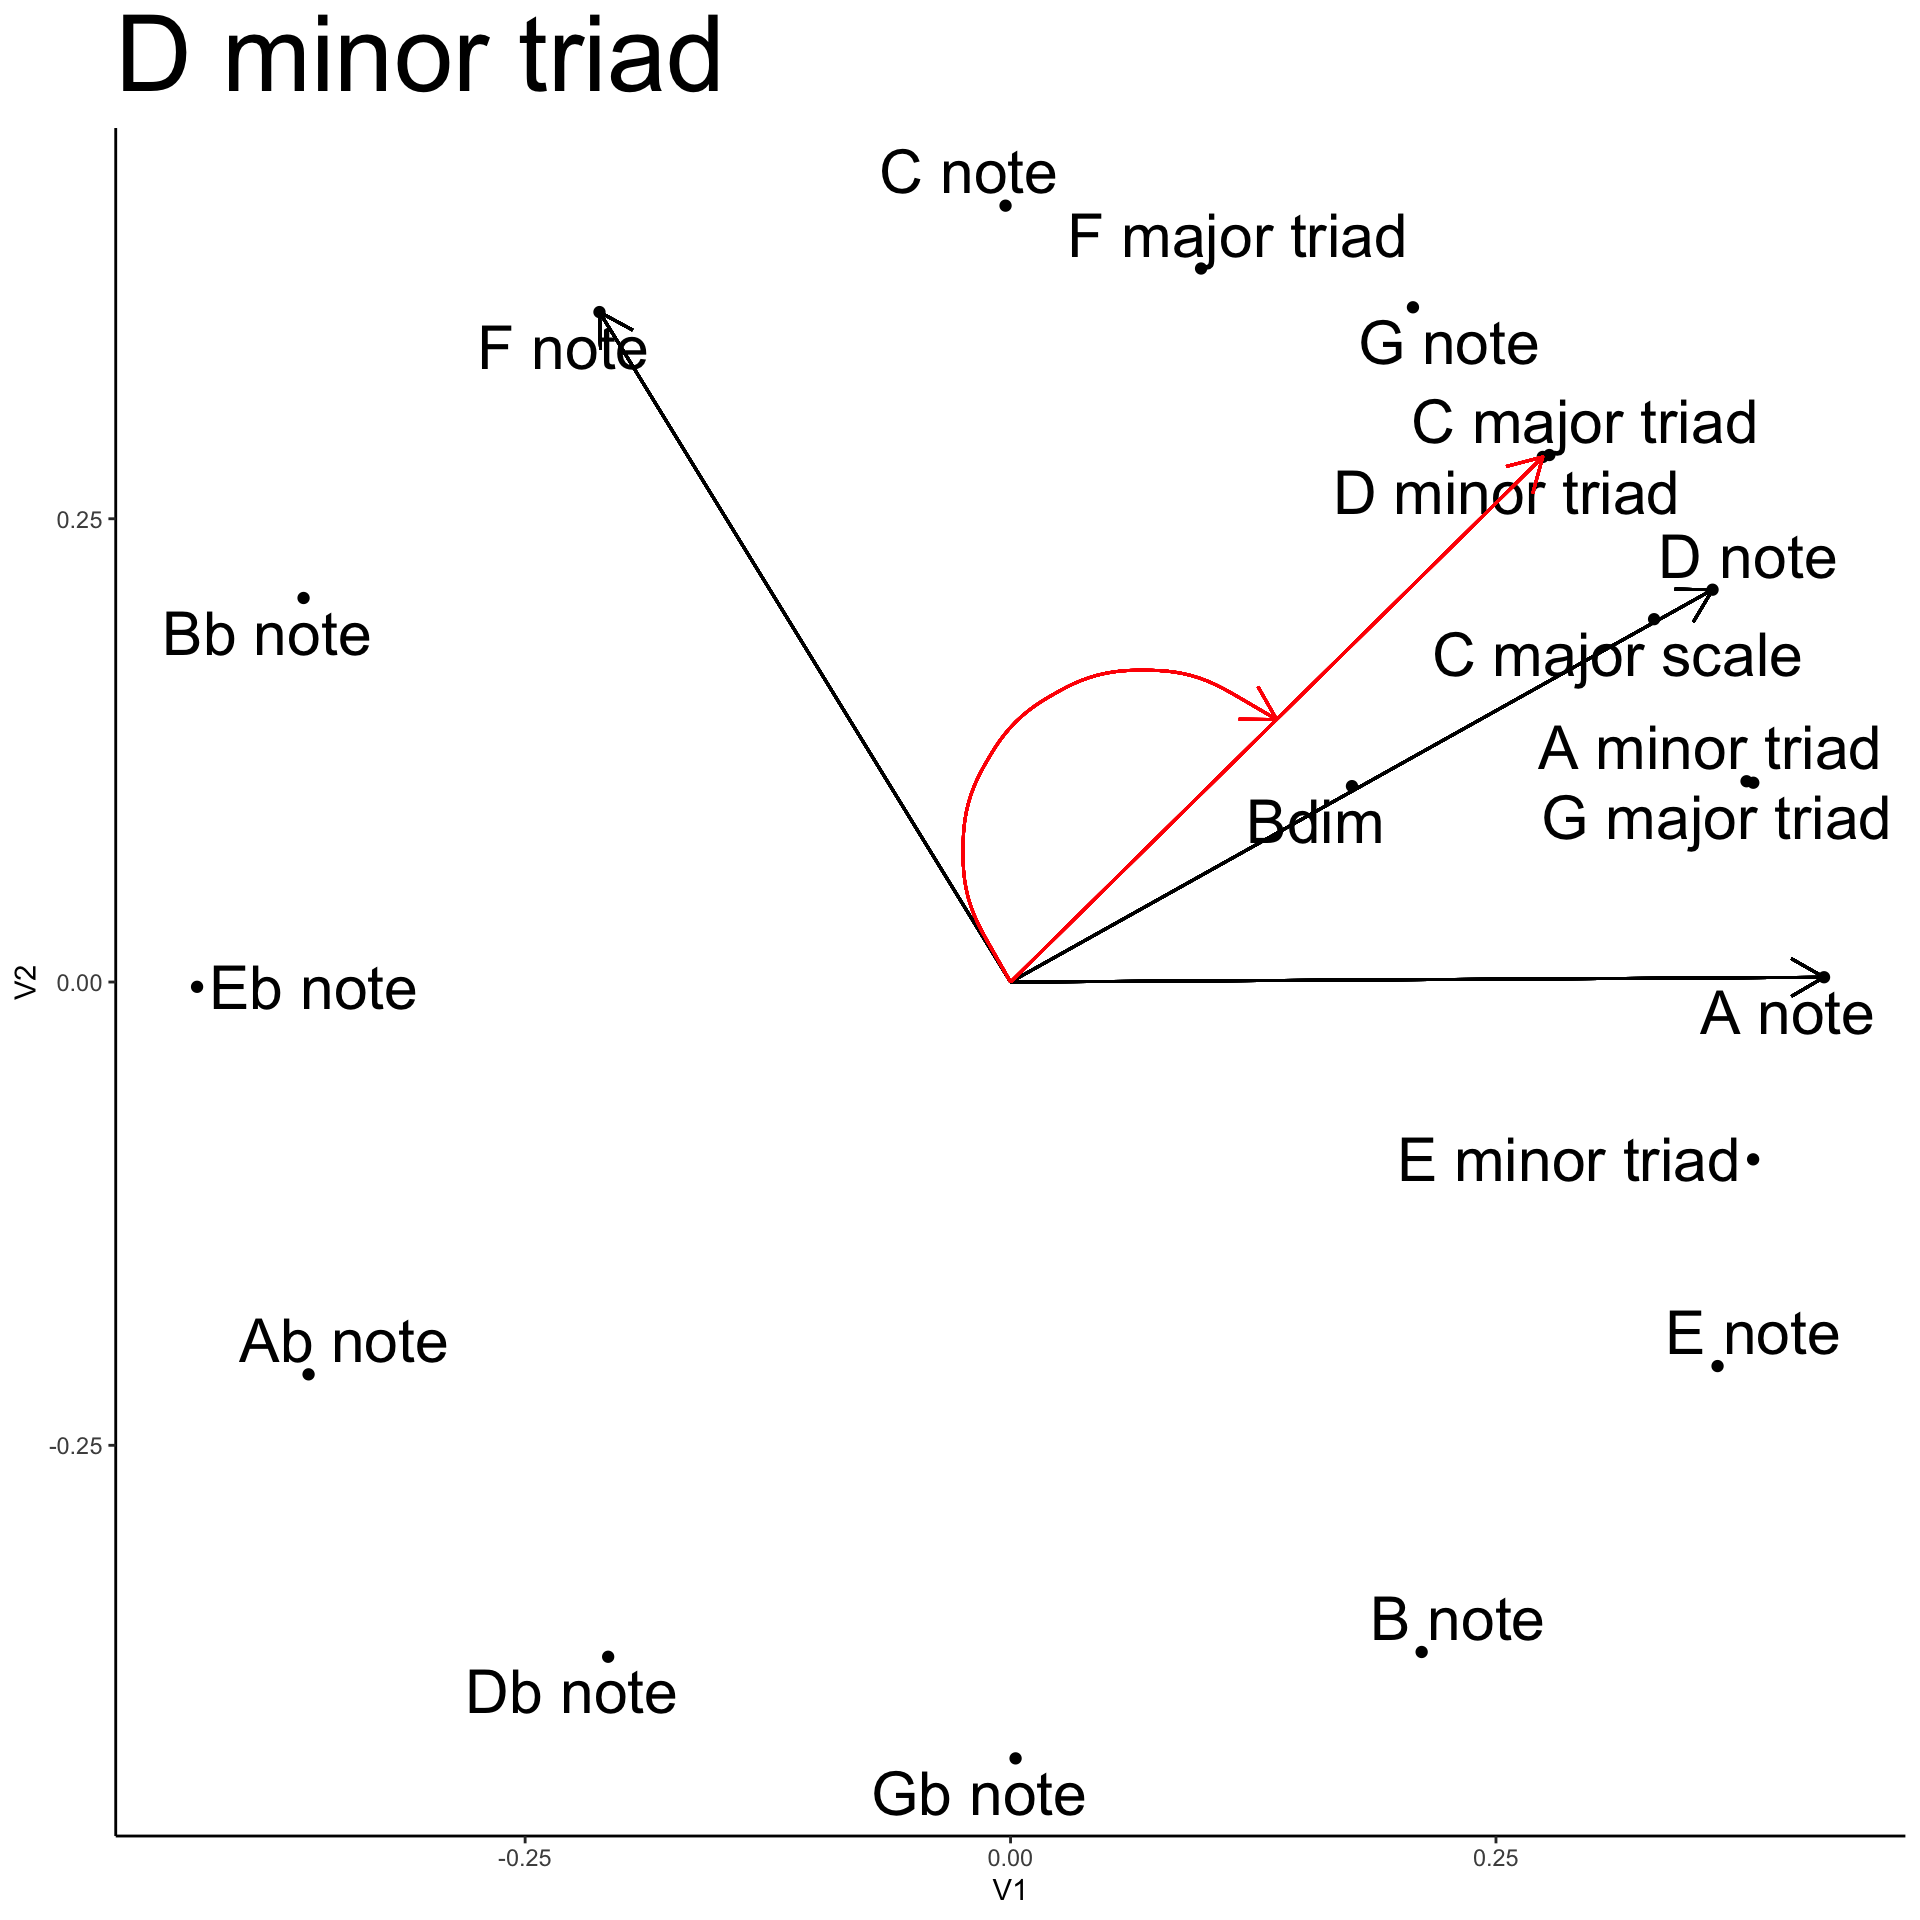 D minor triad
C note
F major triad
G note
F note
C major triad
D minor triad
0.25
D note
Bb note
C major scale
A minor triad
G major triad
Bdim
V2
0.00
Eb note
A note
E minor triad
Ab note
E note
-0.25
B note
Db note
Gb note
-0.25
0.00
0.25
V1